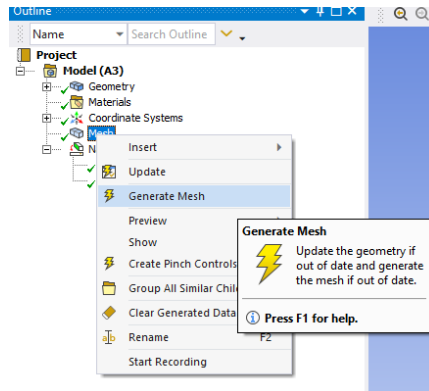 Outline
Name
Search Outline
Project
Model (A3)
Geometry
Materials
Coordinate Systems
Mesh
N
Insert
Update
Generate Mesh
Preview
Show
Create Pinch Controls
Group All Similar Chil
Clear Generated Data
Rename F2
Start Recording
Generate Mesh
Update the geometry if
out of date and generate
the mesh if out of date.
Press F1 for help.